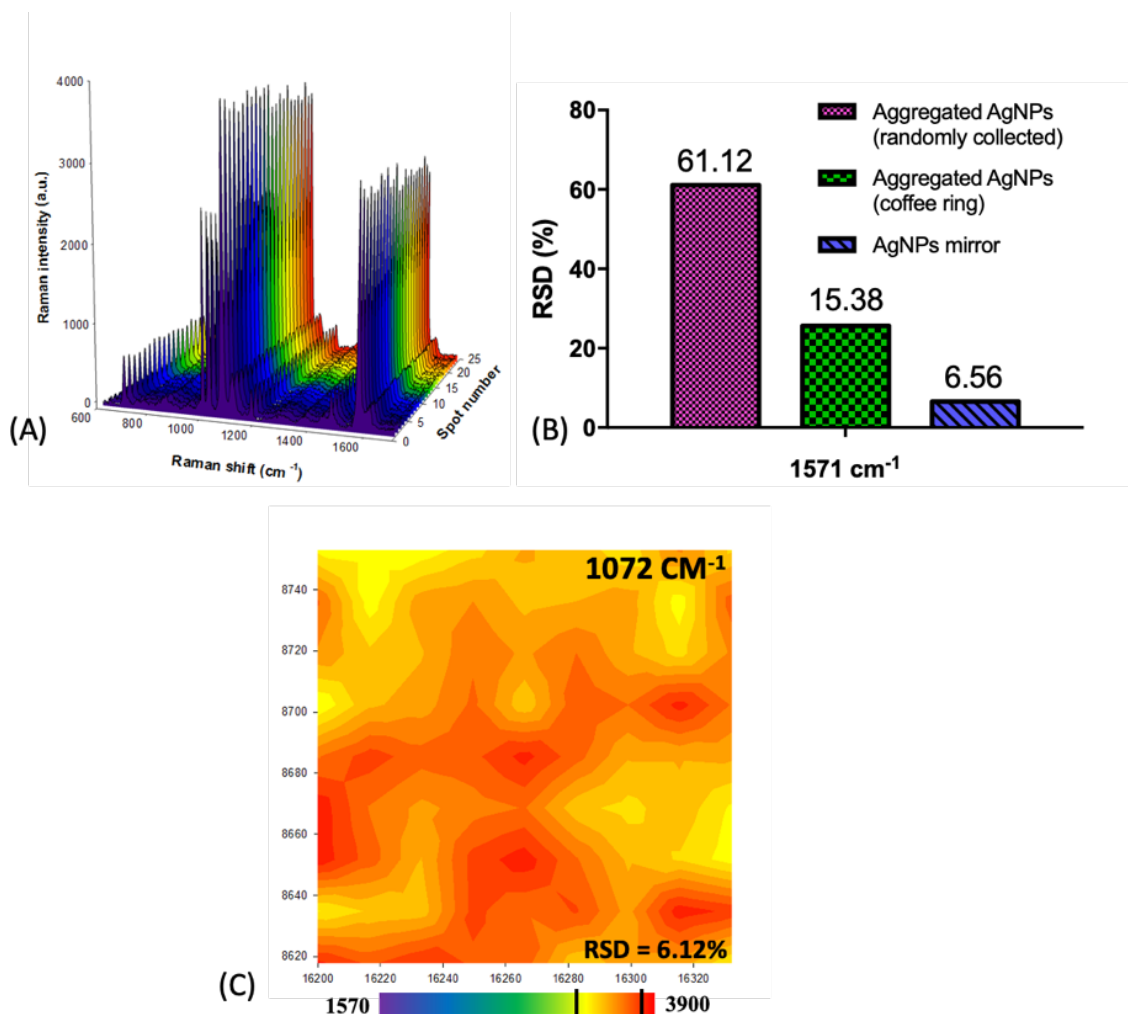 4000
3000
2000
1000
0
Raman intensity (a.u.)
600
800
1000
1200
1400
1600
Raman shift (cm⁻¹)
0
5
10
15
20
25
Spot number
(A)
80
60
40
20
0
RSD (%)
61.12
15.38
6.56
Aggregated AgNPs
(randomly collected)
Aggregated AgNPs
(coffee ring)
AgNPs mirror
1571 cm⁻¹
(B)
1072 CM⁻¹
8740
8720
8700
8680
8660
8640
8620
RSD = 6.12%
16200 16220 16240 16260 16280 16300 16320
(C)
1570 3900